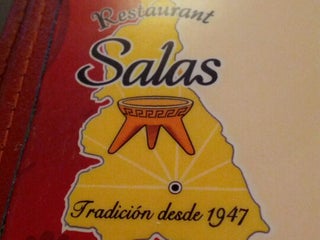 Restaurant
Salas
Tradición desde 1947